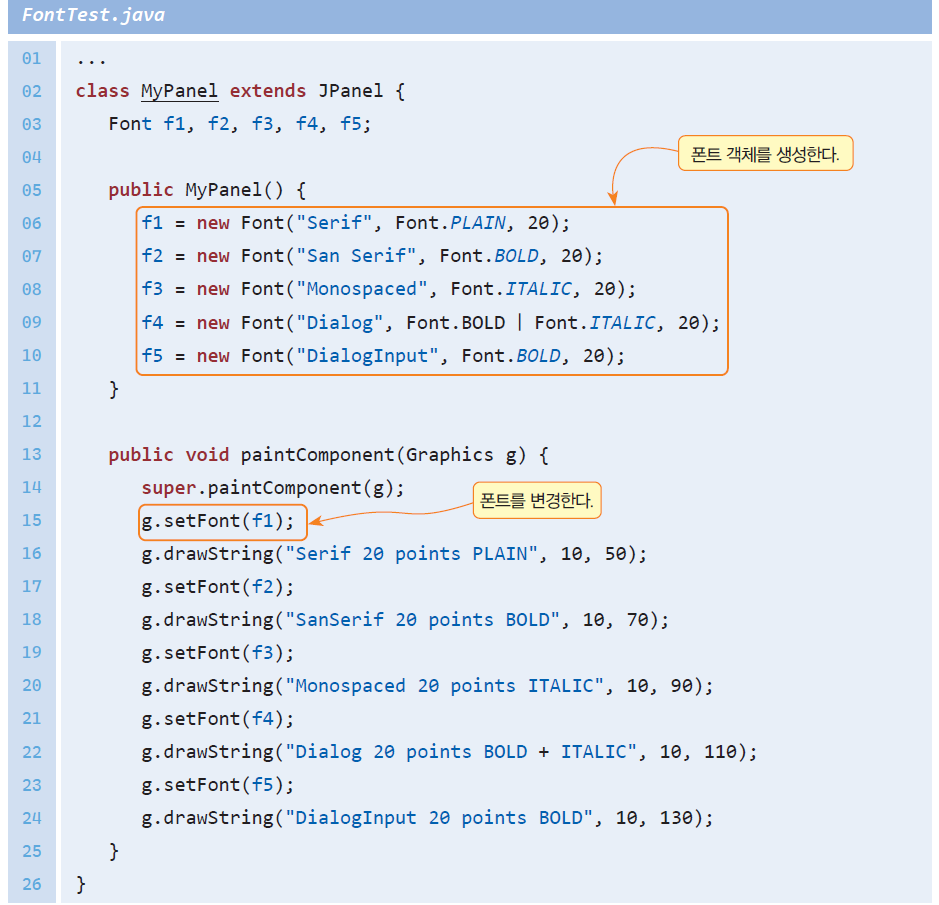 FontTest.java
01 ...
02 class MyPanel extends JPanel {
03 Font f1, f2, f3, f4, f5;
04
폰트 객체를 생성한다.
05 public MyPanel() {
06 f1 = new Font("Serif", Font.PLAIN, 20);
07 f2 = new Font("San Serif", Font.BOLD, 20);
08 f3 = new Font("Monospaced", Font.ITALIC, 20);
09 f4 = new Font("Dialog", Font.BOLD | Font.ITALIC, 20);
10 f5 = new Font("DialogInput", Font.BOLD, 20);
11 }
12
13 public void paintComponent(Graphics g) {
14 super.paintComponent(g);
폰트를 변경한다.
15 g.setFont(f1);
16 g.drawString("Serif 20 points PLAIN", 10, 50);
17 g.setFont(f2);
18 g.drawString("SanSerif 20 points BOLD", 10, 70);
19 g.setFont(f3);
20 g.drawString("Monospaced 20 points ITALIC", 10, 90);
21 g.setFont(f4);
22 g.drawString("Dialog 20 points BOLD + ITALIC", 10, 110);
23 g.setFont(f5);
24 g.drawString("DialogInput 20 points BOLD", 10, 130);
25 }
26 }